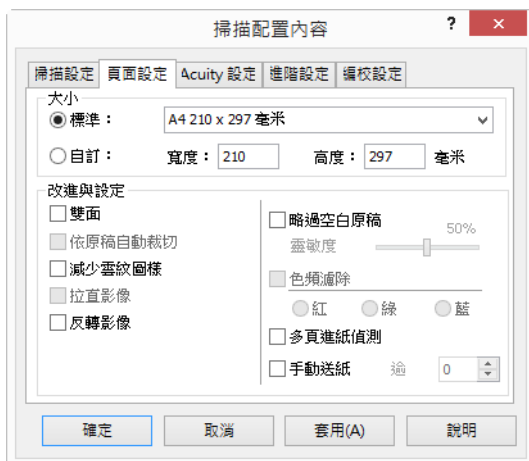 掃描配置內容 ?
掃描設定 頁面設定 Acuity 設定 進階設定 編校設定
大小
標準： A4 210 x 297 毫米
自訂： 寬度： 210 高度： 297 毫米
改進與設定
雙面
依原稿自動裁切
減少雲紋圖樣
拉直影像
反轉影像
略過空白原稿 50%
靈敏度
色頻濾除
紅 綠 藍
多頁進紙偵測
手動送紙 逾 0
確定 取消 套用(A) 說明